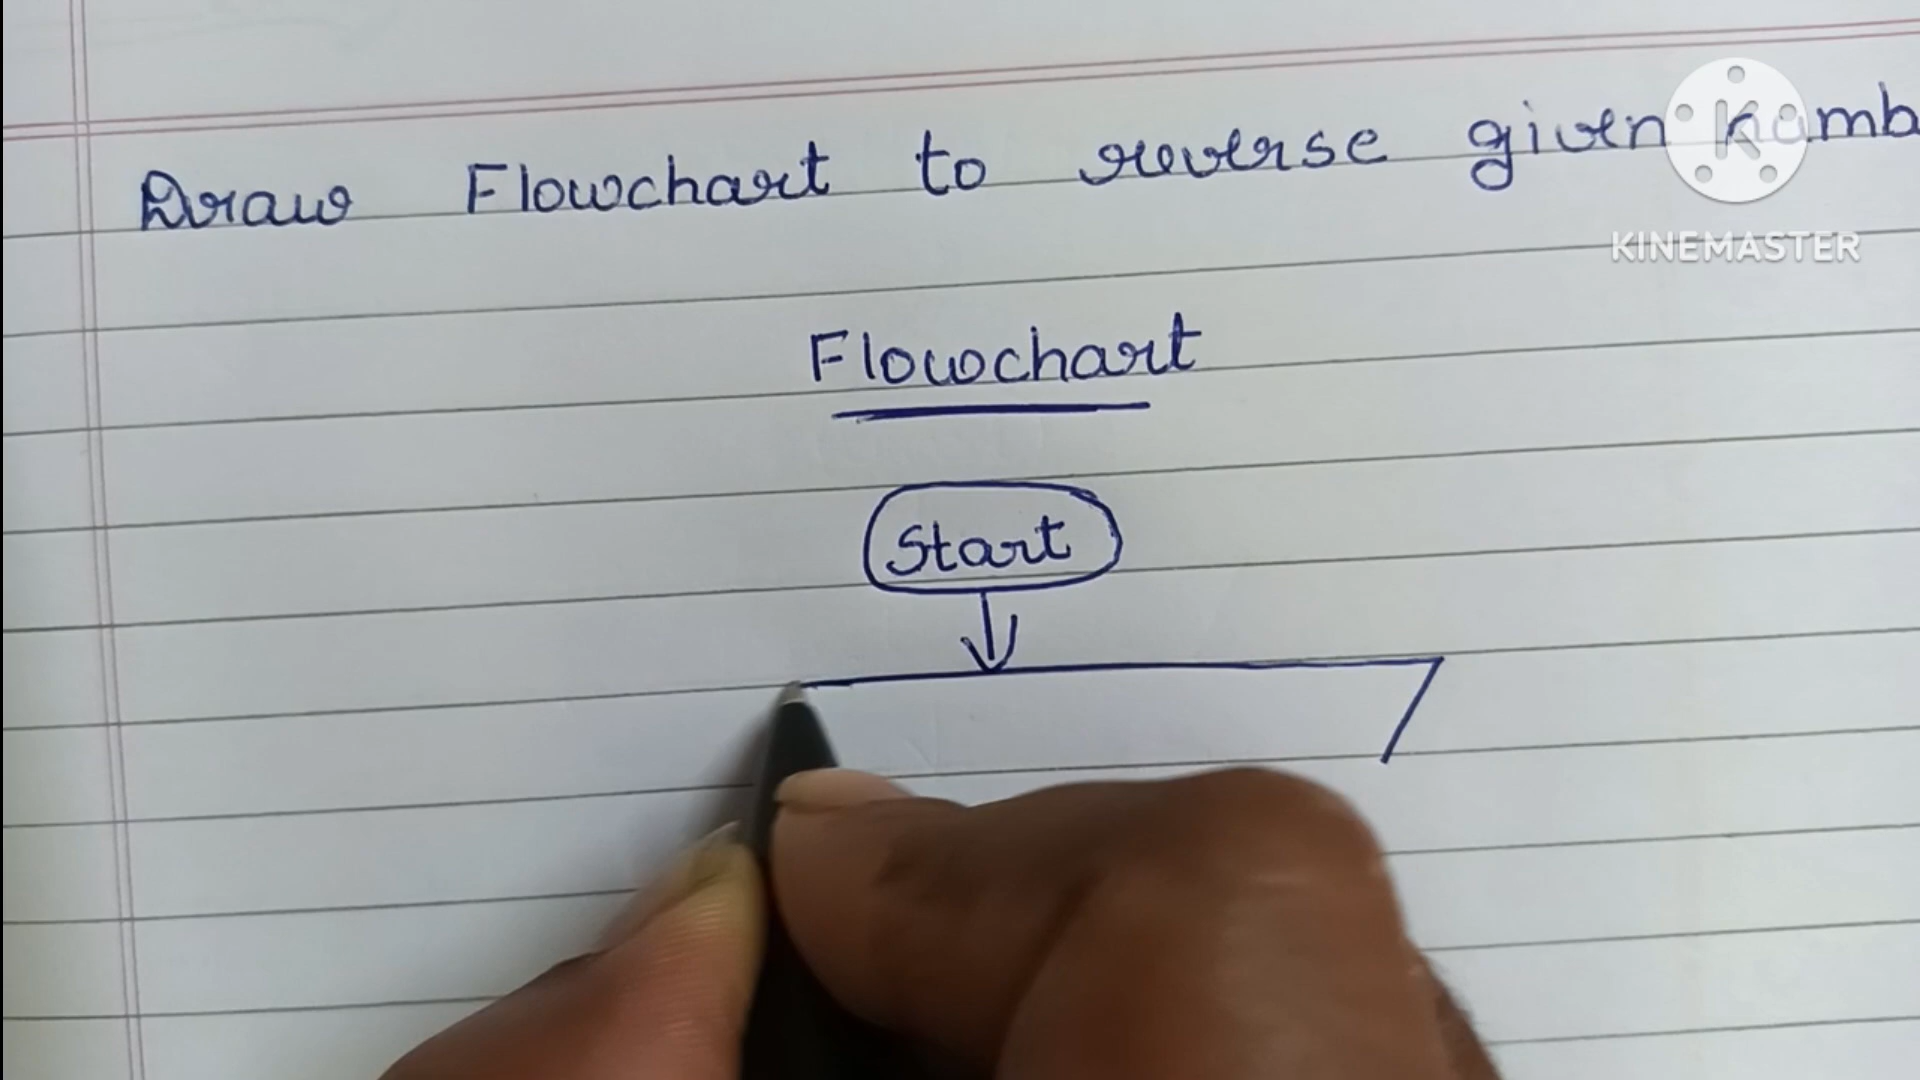 Draw Flowchart to reverse given
KINEMASTER
Flowchart
Start